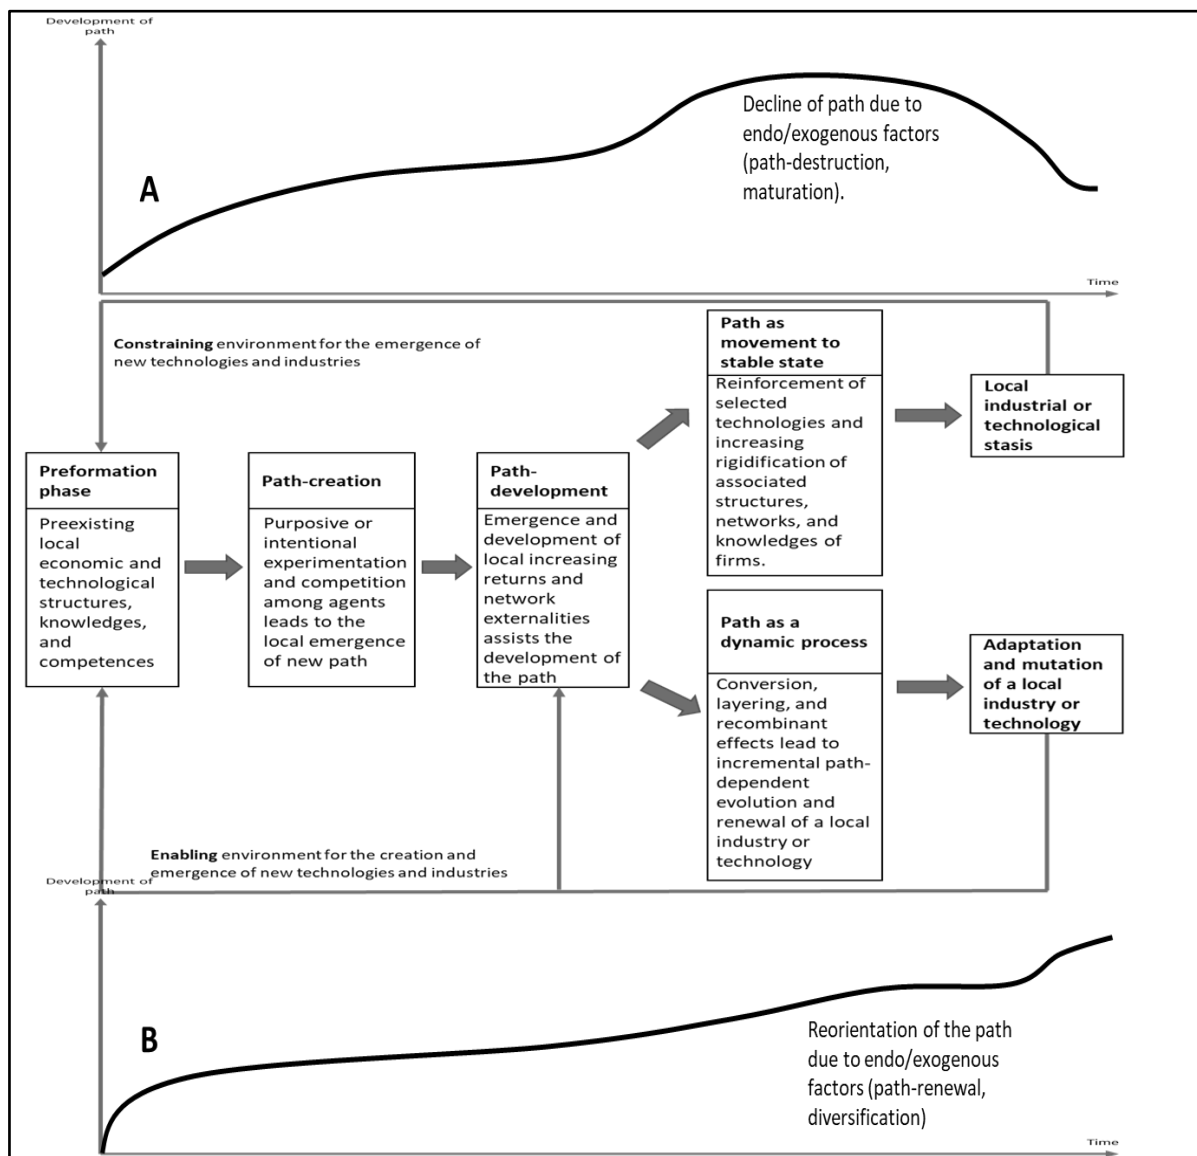 Development of
path
A
Decline of path due to
endo/exogenous factors
(path-destruction,
maturation).
Time
Constraining environment for the emergence of
new technologies and industries
Preformation
phase
Preexisting
local
economic and
technological
structures,
knowledges,
and
competences
Path-creation
Purposive or
intentional
experimentation
and competition
among agents
leads to the
local emergence
of new path
Path-
development
Emergence and
development of
local increasing
returns and
network
externalities
assists the
development of
the path
Path as
movement to
stable state
Reinforcement of
selected
technologies and
increasing
rigidification of
associated
structures,
networks, and
knowledges of
firms.
Local
industrial or
technological
stasis
Path as a
dynamic process
Conversion,
layering, and
recombinant
effects lead to
incremental path-
dependent
evolution and
renewal of a local
industry or
technology
Adaptation
and mutation
of a local
industry or
technology
Enabling environment for the creation and
emergence of new technologies and industries
Development of
path
B
Reorientation of the path
due to endo/exogenous
factors (path-renewal,
diversification)
Time